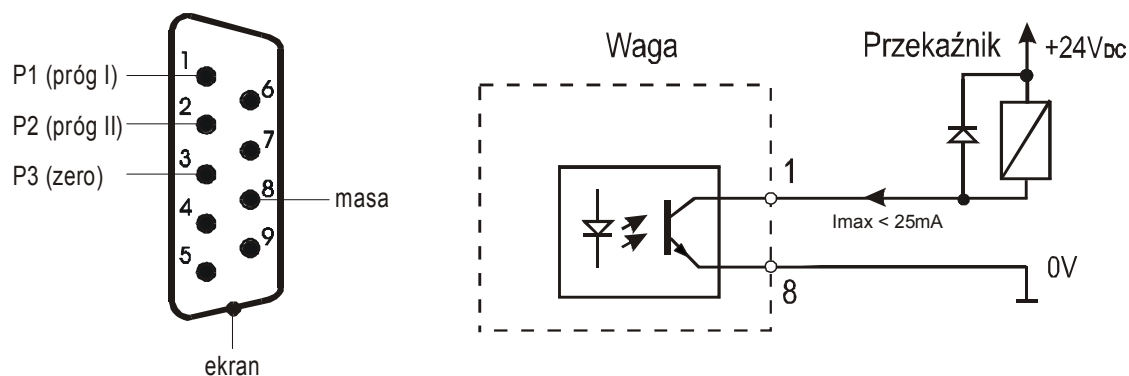 1
P1 (próg I)
6
2
P2 (próg II)
7
3
P3 (zero)
8
masa
4
9
5
ekran
Waga
Przekaźnik
+24VDC
1
Imax < 25mA
0V
8